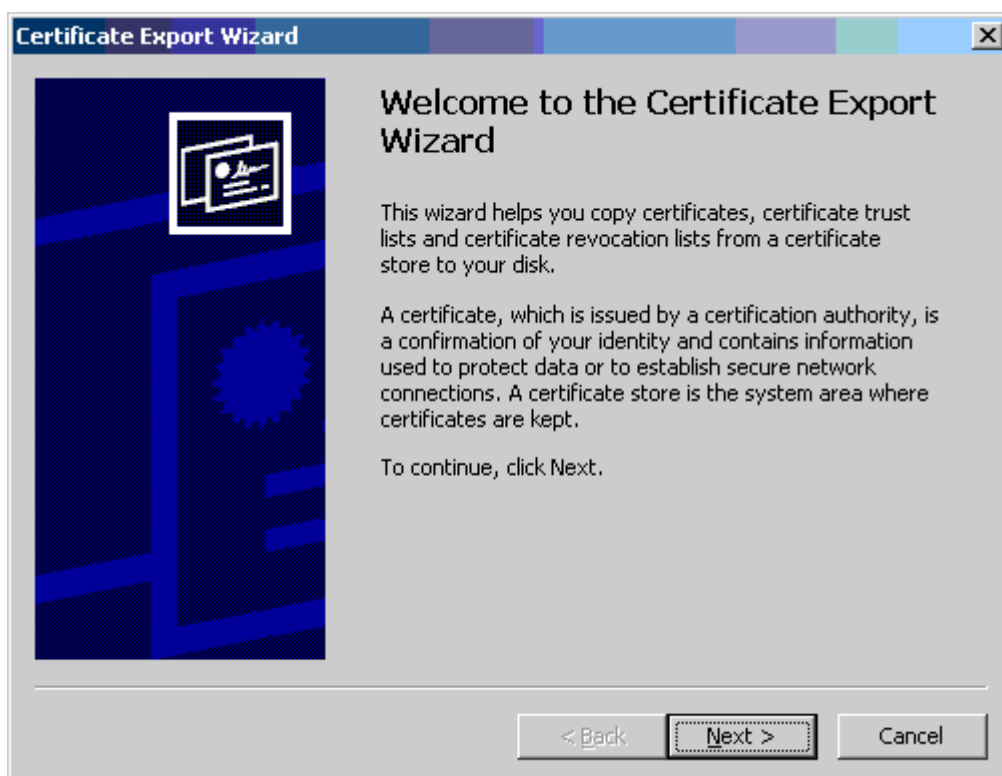 Certificate Export Wizard
Welcome to the Certificate Export
Wizard
This wizard helps you copy certificates, certificate trust
lists and certificate revocation lists from a certificate
store to your disk.
A certificate, which is issued by a certification authority, is
a confirmation of your identity and contains information
used to protect data or to establish secure network
connections. A certificate store is the system area where
certificates are kept.
To continue, click Next.
< Back
Next >
Cancel